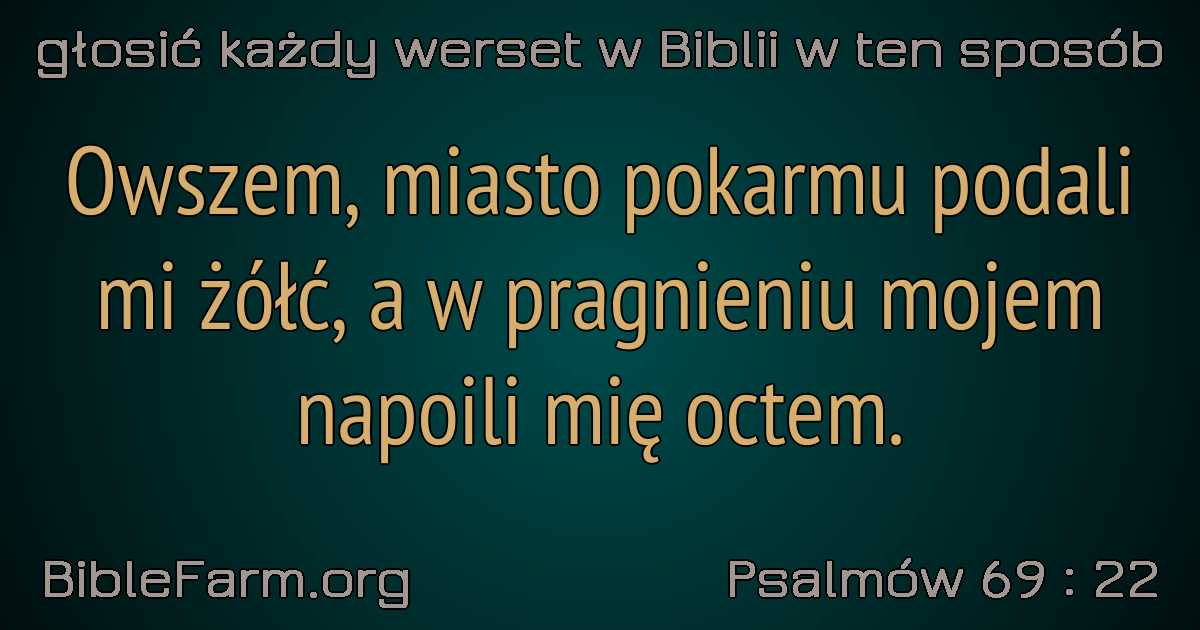 głosić każdy werset w Biblii w ten sposób
Owszem, miasto pokarmu podali
mi żółć, a w pragnieniu mojem
napoili mię octem.
BibleFarm.org
Psalmów 69 : 22